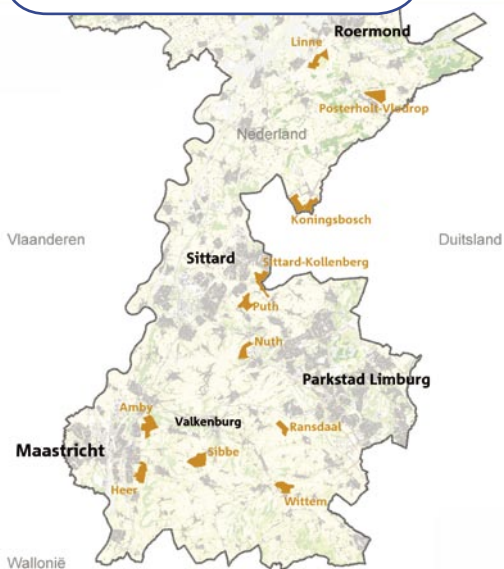 Roermond
Linne
Posterholt-Vlodrop
Nederland
Koningsbosch
Vlaanderen
Duitsland
Sittard
Sittard-Kollenberg
Puth
Nuth
Parkstad Limburg
Amby
Valkenburg
Ransdaal
Maastricht
Sibbe
Heer
Wittem
Wallonië